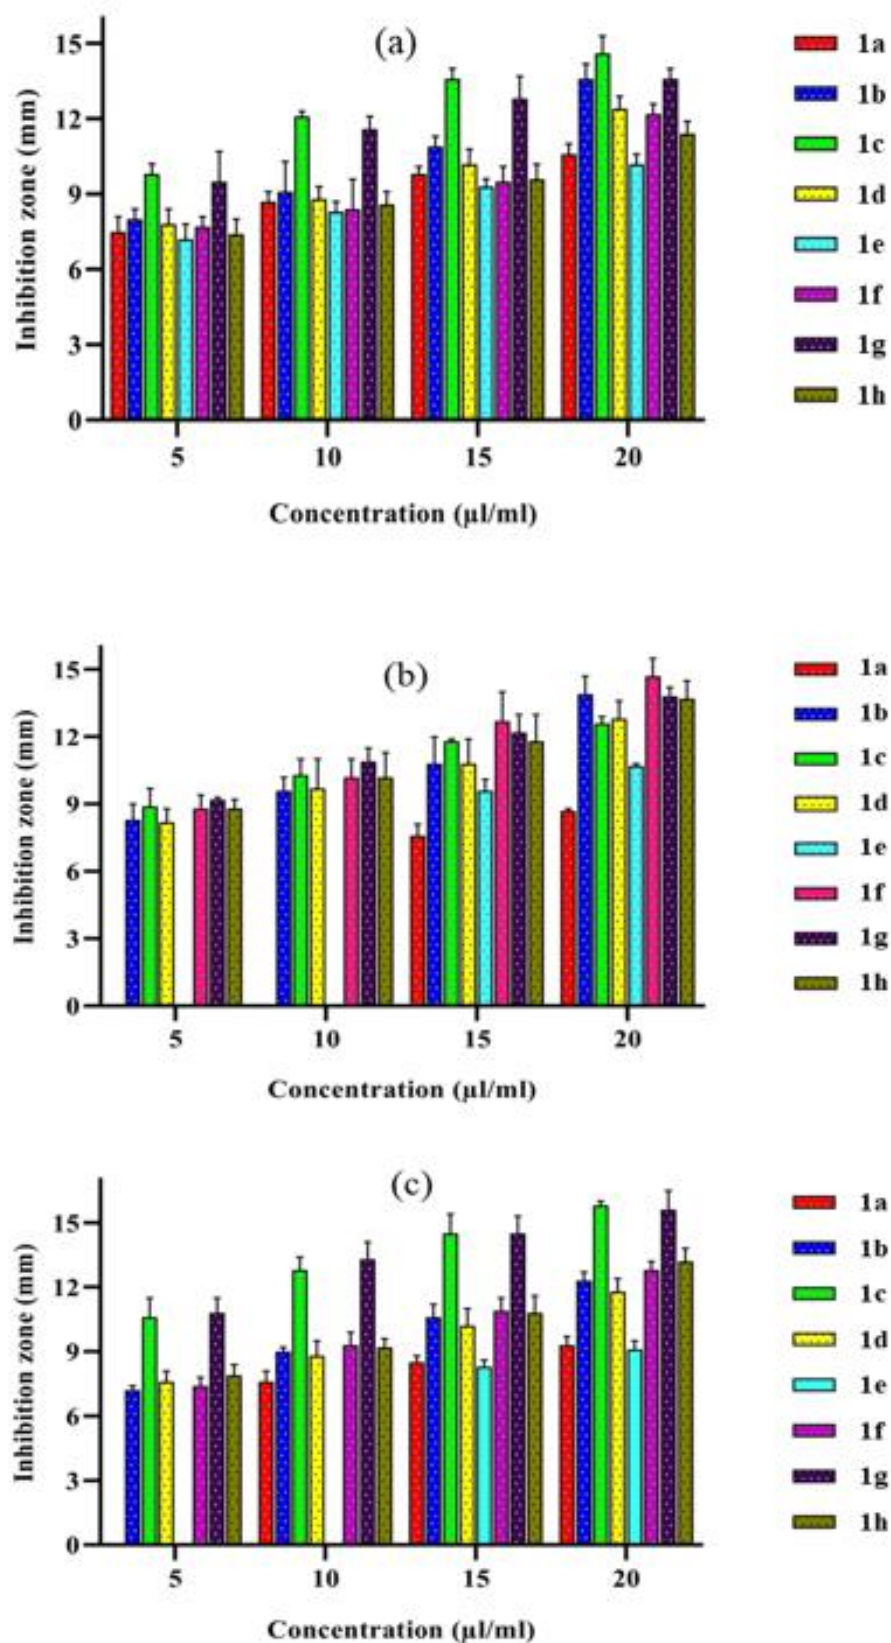 (a)
Inhibition zone (mm)
15
12
9
6
3
0
5 10 15 20
Concentration (µl/ml)
1a
1b
1c
1d
1e
1f
1g
1h
(b)
Inhibition zone (mm)
15
12
9
6
3
0
5 10 15 20
Concentration (µl/ml)
1a
1b
1c
1d
1e
1f
1g
1h
(c)
Inhibition zone (mm)
15
12
9
6
3
0
5 10 15 20
Concentration (µl/ml)
1a
1b
1c
1d
1e
1f
1g
1h